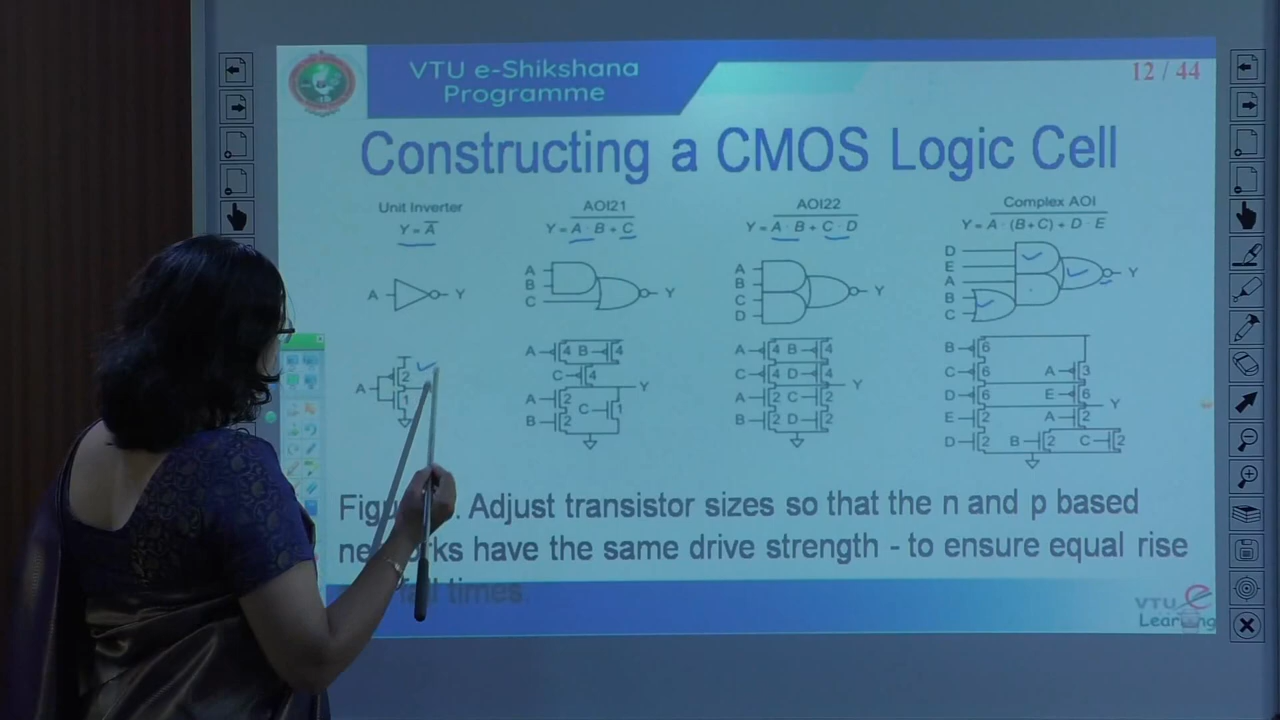 VTU e-Shikshana
Programme
12 / 44
Constructing a CMOS Logic Cell
Unit Inverter
Y = A̅
A
Y
A
2
1
AOI21
Y = A · B + C
A
B
C
Y
A 4 B 4
C 4
Y
A 2
C 1
B 2
AOI22
Y = A · B + C · D
A
B
C
D
Y
A 4 B 4
C 4 D 4
Y
A 2 C 2
B 2 D 2
Complex AOI
Y = A · (B + C) + D · E
D
E
A
B
C
Y
B 6
C 6 A 3
D 6 E 6
Y
E 2 A 2
D 2 B 2 C 2
Adjust transistor sizes so that the n and p based
have the same drive strength - to ensure equal rise
fall times.
VTU e
Learning